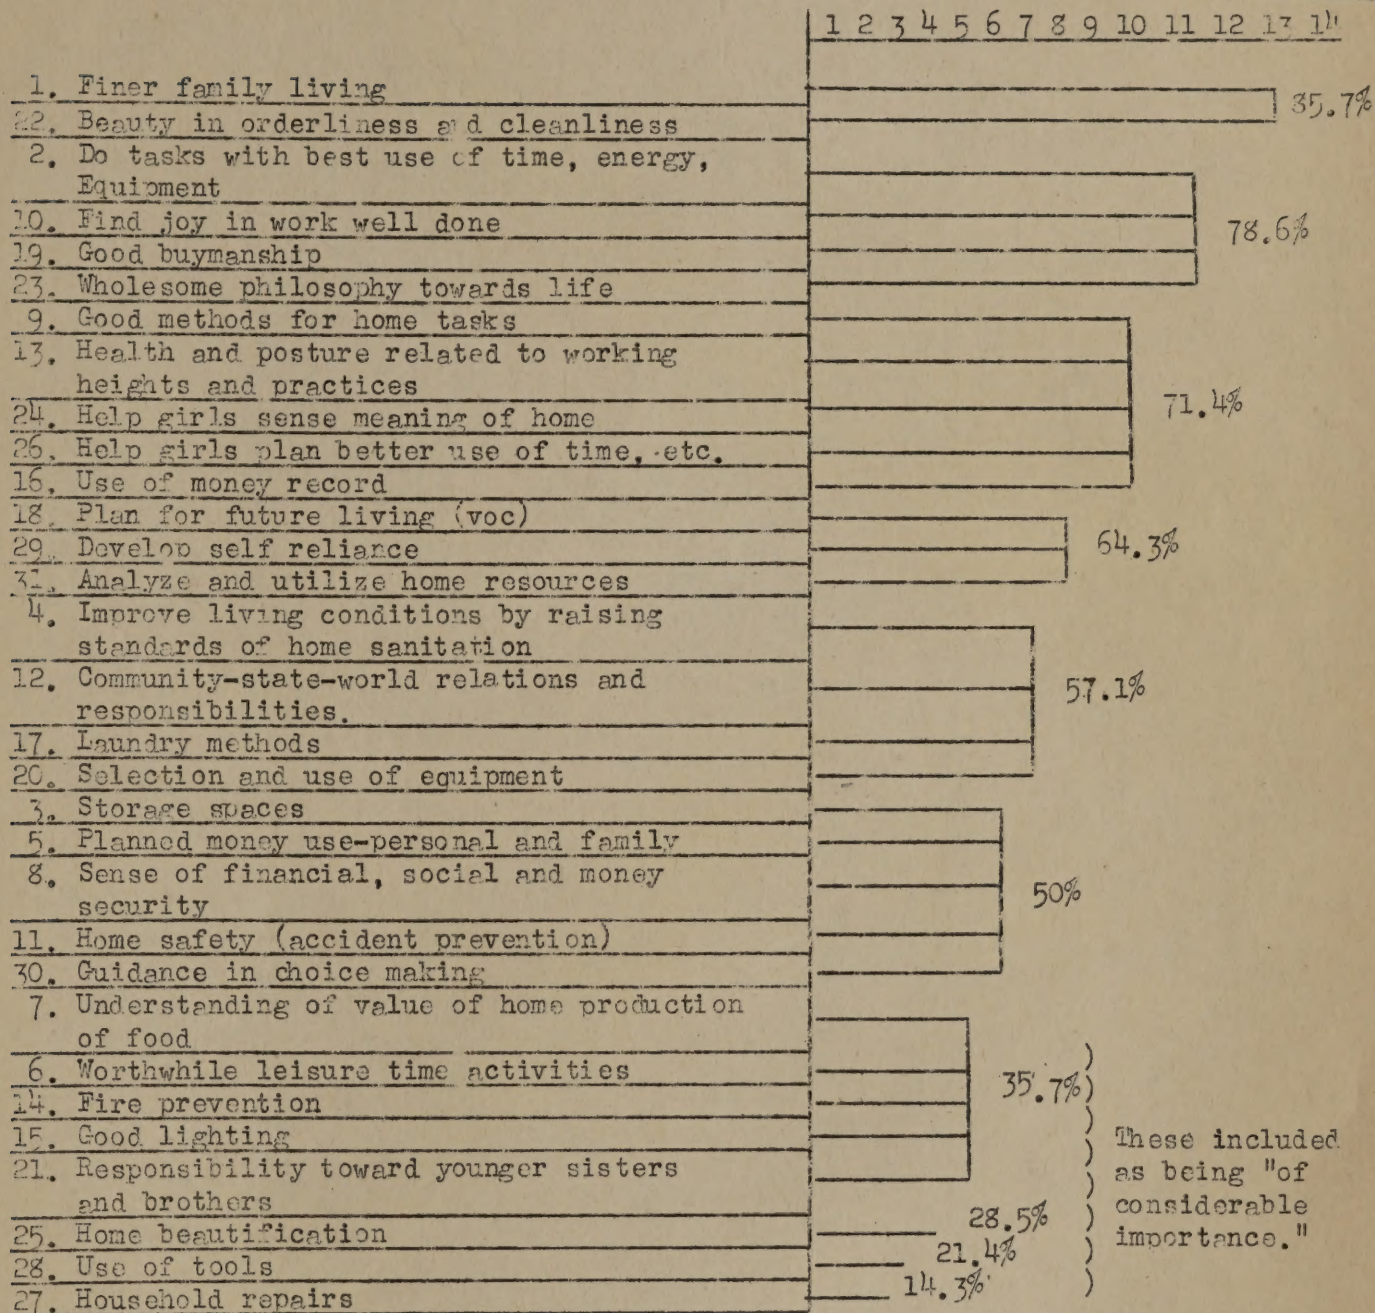 1 2 3 4 5 6 7 8 9 10 11 12 13 14
1. Finer family living
85.7%
22. Beauty in orderliness and cleanliness
2. Do tasks with best use of time, energy,
Equipment
10. Find joy in work well done
78.6%
19. Good buymanship
23. Wholesome philosophy towards life
9. Good methods for home tasks
13. Health and posture related to working
heights and practices
71.4%
24. Help girls sense meaning of home
26. Help girls plan better use of time, etc.
16. Use of money record
18. Plan for future living (voc)
64.3%
29. Develop self reliance
31. Analyze and utilize home resources
4. Improve living conditions by raising
standards of home sanitation
12. Community-state-world relations and
57.1%
responsibilities.
17. Laundry methods
20. Selection and use of equipment
3. Storage spaces
5. Planned money use-personal and family
8. Sense of financial, social and money
50%
security
11. Home safety (accident prevention)
30. Guidance in choice making
7. Understanding of value of home production
of food
6. Worthwhile leisure time activities
35.7%
14. Fire prevention
15. Good lighting
21. Responsibility toward younger sisters
and brothers
28.5%
25. Home beautification
21.4%
28. Use of tools
14.3%
27. Household repairs
These included
as being "of
considerable
importance."